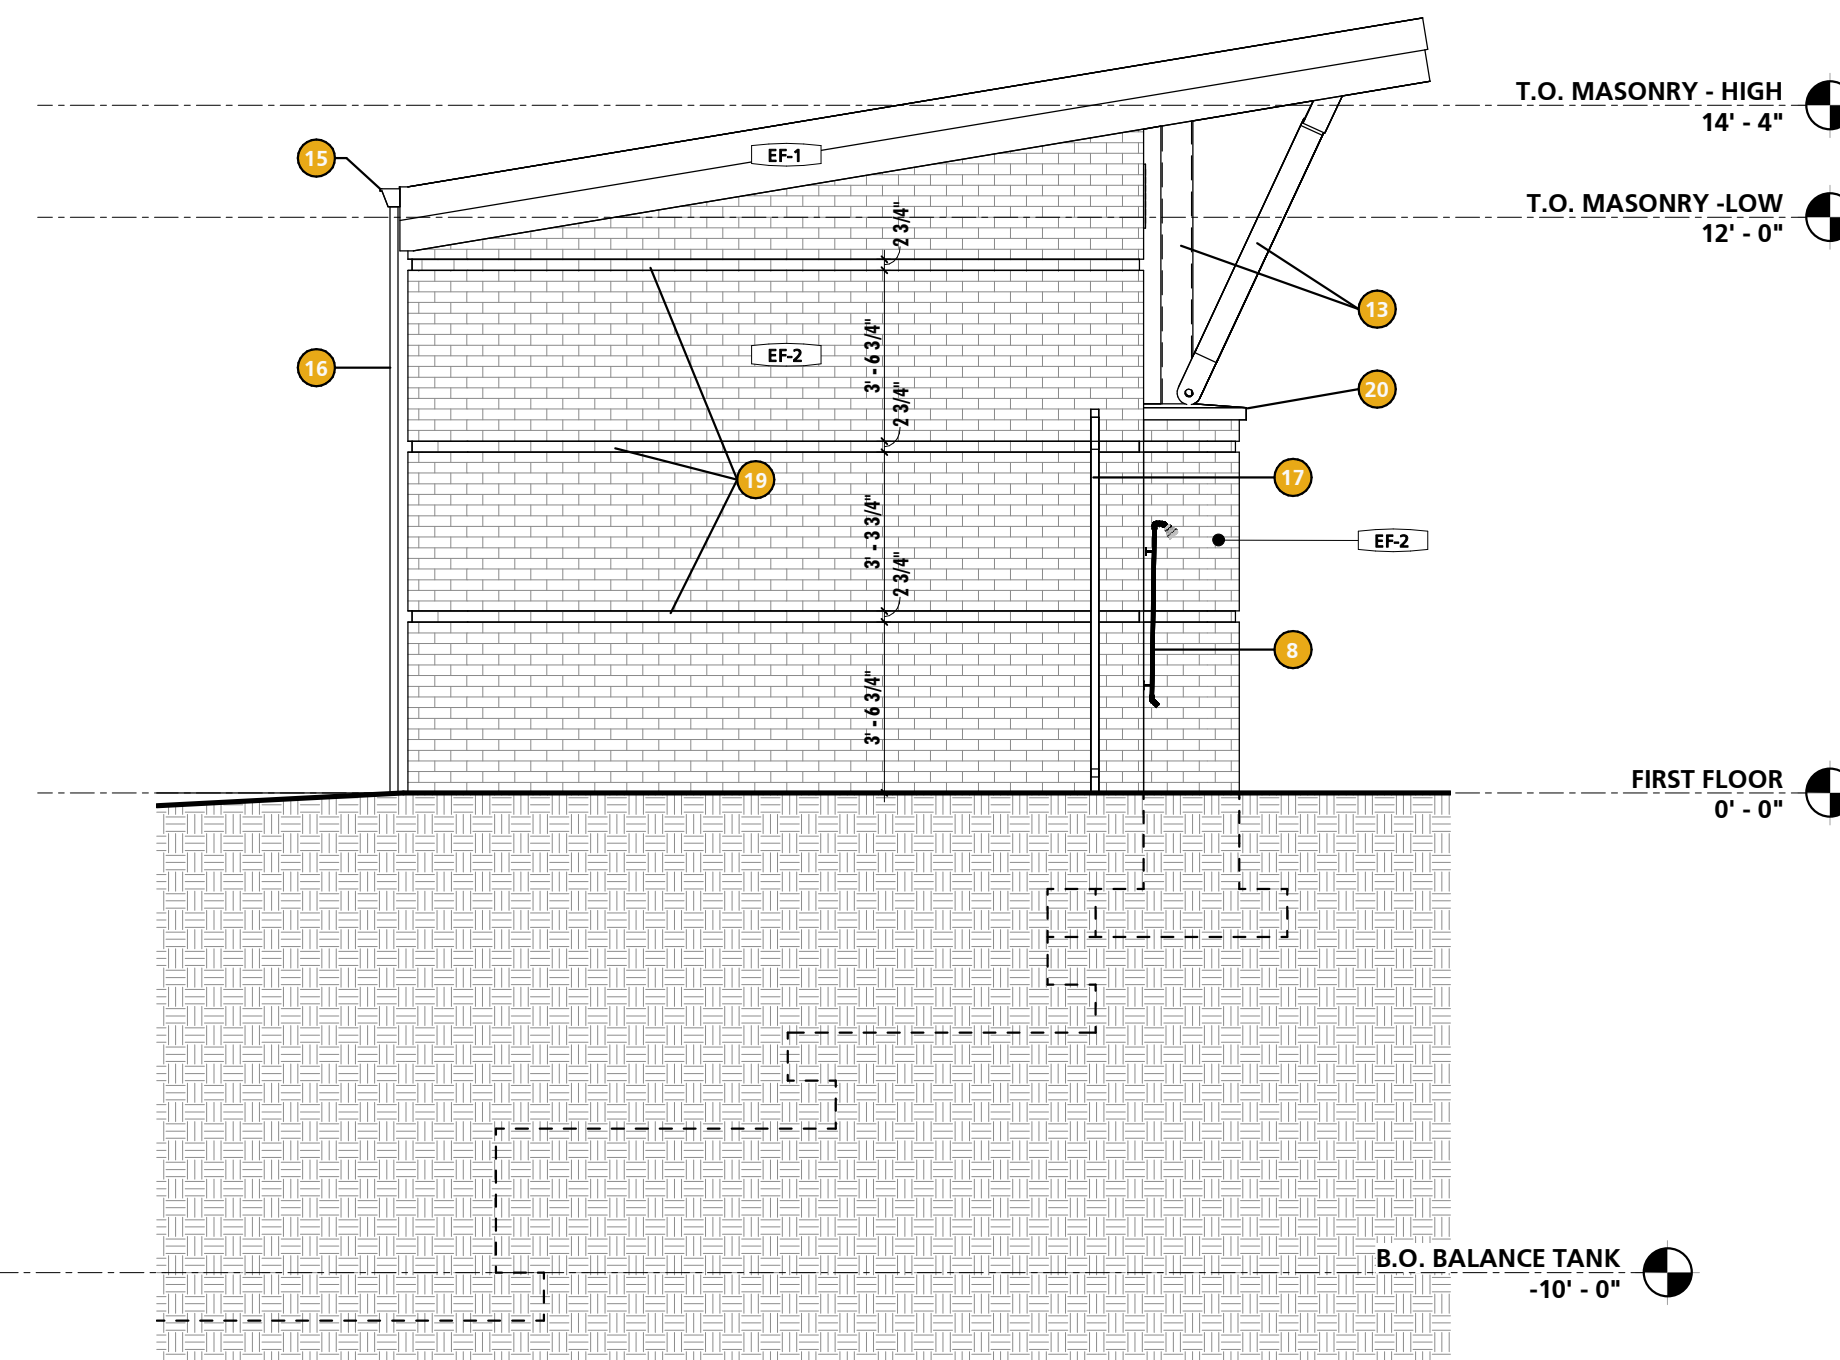 T.O. MASONRY - HIGH
14' - 4"
15
EF-1
T.O. MASONRY -LOW
12' - 0"
2 3/4"
13
16
EF-2
3' - 6 3/4"
20
2 3/4"
19
17
3' - 3 3/4"
EF-2
2 3/4"
8
3' - 6 3/4"
FIRST FLOOR
0' - 0"
B.O. BALANCE TANK
-10' - 0"